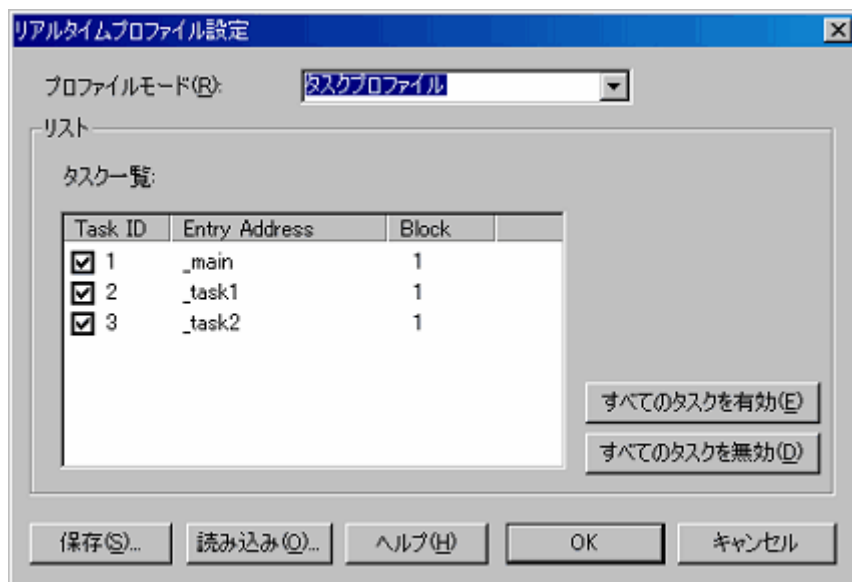 リアルタイムプロファイル設定
プロファイルモード(R): タスクプロファイル
リスト
タスク一覧:
Task ID Entry Address Block
1 _main 1
2 _task1 1
3 _task2 1
すべてのタスクを有効(E)
すべてのタスクを無効(D)
保存(S)... 読み込み(O)... ヘルプ(H) OK キャンセル